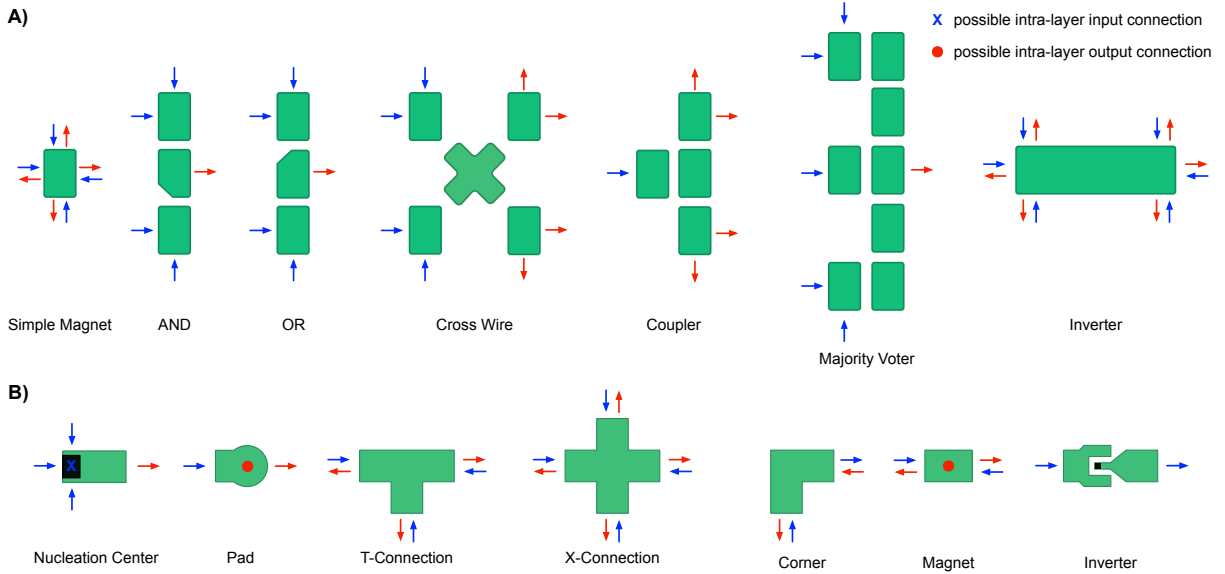 A)
X possible intra-layer input connection
possible intra-layer output connection
Simple Magnet
AND
OR
Cross Wire
Coupler
Majority Voter
Inverter
B)
X
Nucleation Center
Pad
T-Connection
X-Connection
Corner
Magnet
Inverter